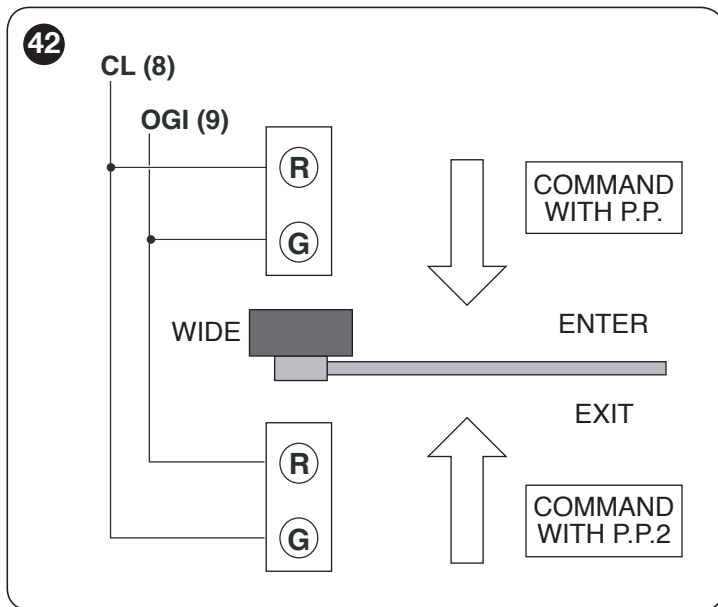 42
CL (8)
OGI (9)
R
G
COMMAND
WITH P.P.
WIDE
ENTER
EXIT
R
G
COMMAND
WITH P.P.2